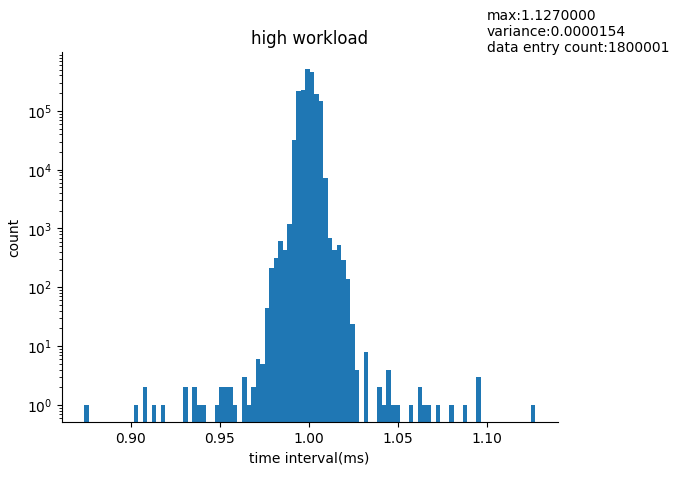 max:1.1270000
variance:0.0000154
data entry count:1800001
high workload
count
10⁵
10⁴
10³
10²
10¹
10⁰
0.90 0.95 1.00 1.05 1.10
time interval(ms)